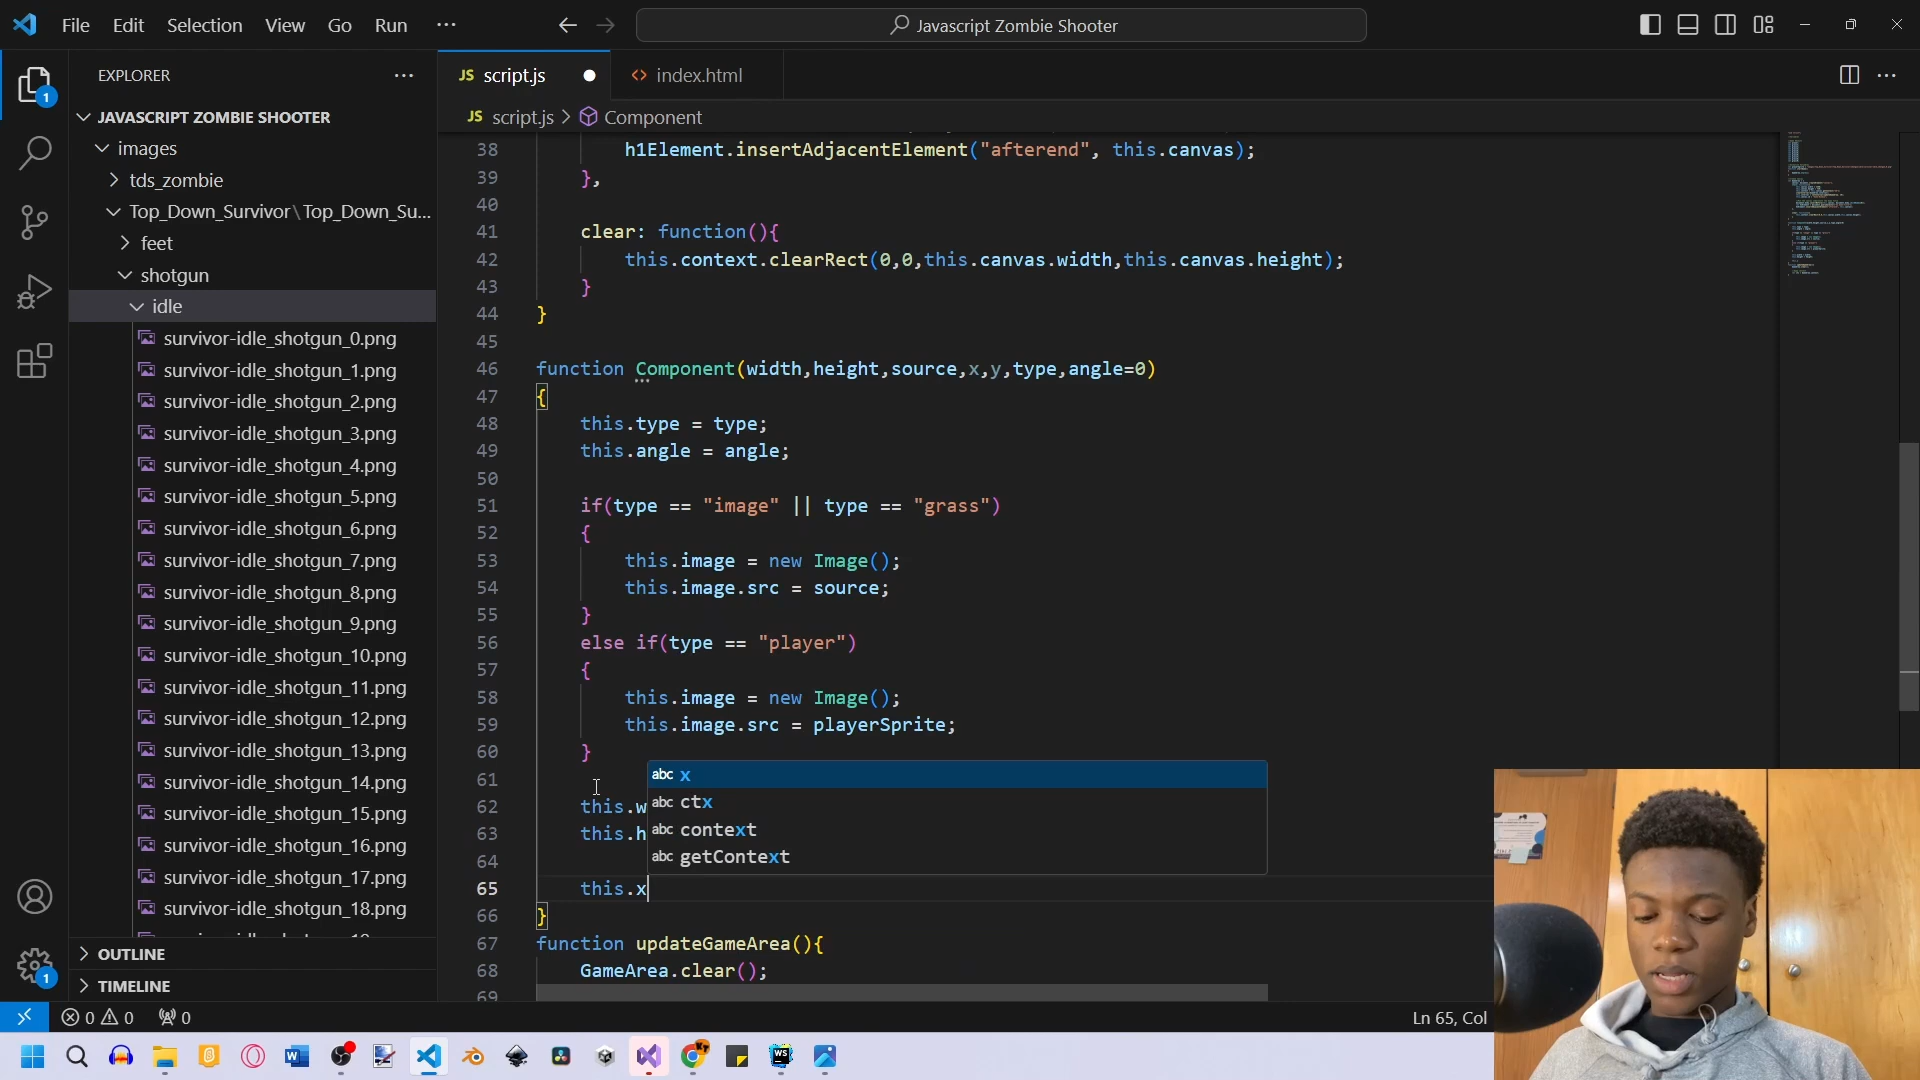 File Edit Selection View Go Run ···
Javascript Zombie Shooter
EXPLORER
JS script.js
<> index.html
JAVASCRIPT ZOMBIE SHOOTER
JS script.js > Component
images
tds_zombie
Top_Down_Survivor\Top_Down_Su...
feet
shotgun
idle
survivor-idle_shotgun_0.png
survivor-idle_shotgun_1.png
survivor-idle_shotgun_2.png
survivor-idle_shotgun_3.png
survivor-idle_shotgun_4.png
survivor-idle_shotgun_5.png
survivor-idle_shotgun_6.png
survivor-idle_shotgun_7.png
survivor-idle_shotgun_8.png
survivor-idle_shotgun_9.png
survivor-idle_shotgun_10.png
survivor-idle_shotgun_11.png
survivor-idle_shotgun_12.png
survivor-idle_shotgun_13.png
survivor-idle_shotgun_14.png
survivor-idle_shotgun_15.png
survivor-idle_shotgun_16.png
survivor-idle_shotgun_17.png
survivor-idle_shotgun_18.png
OUTLINE
TIMELINE
1
1
38 h1Element.insertAdjacentElement("afterend", this.canvas);
39 },
40
41 clear: function(){
42 this.context.clearRect(0,0,this.canvas.width,this.canvas.height);
43 }
44 }
45
46 function Component(width,height,source,x,y,type,angle=0)
47 {
48 this.type = type;
49 this.angle = angle;
50
51 if(type == "image" || type == "grass")
52 {
53 this.image = new Image();
54 this.image.src = source;
55 }
56 else if(type == "player")
57 {
58 this.image = new Image();
59 this.image.src = playerSprite;
60 }
61
62 this.w
63 this.h
64
65 this.x
66 }
67 function updateGameArea(){
68 GameArea.clear();
69
abc x
abc ctx
abc context
abc getContext
0 0 0
Ln 65, Col